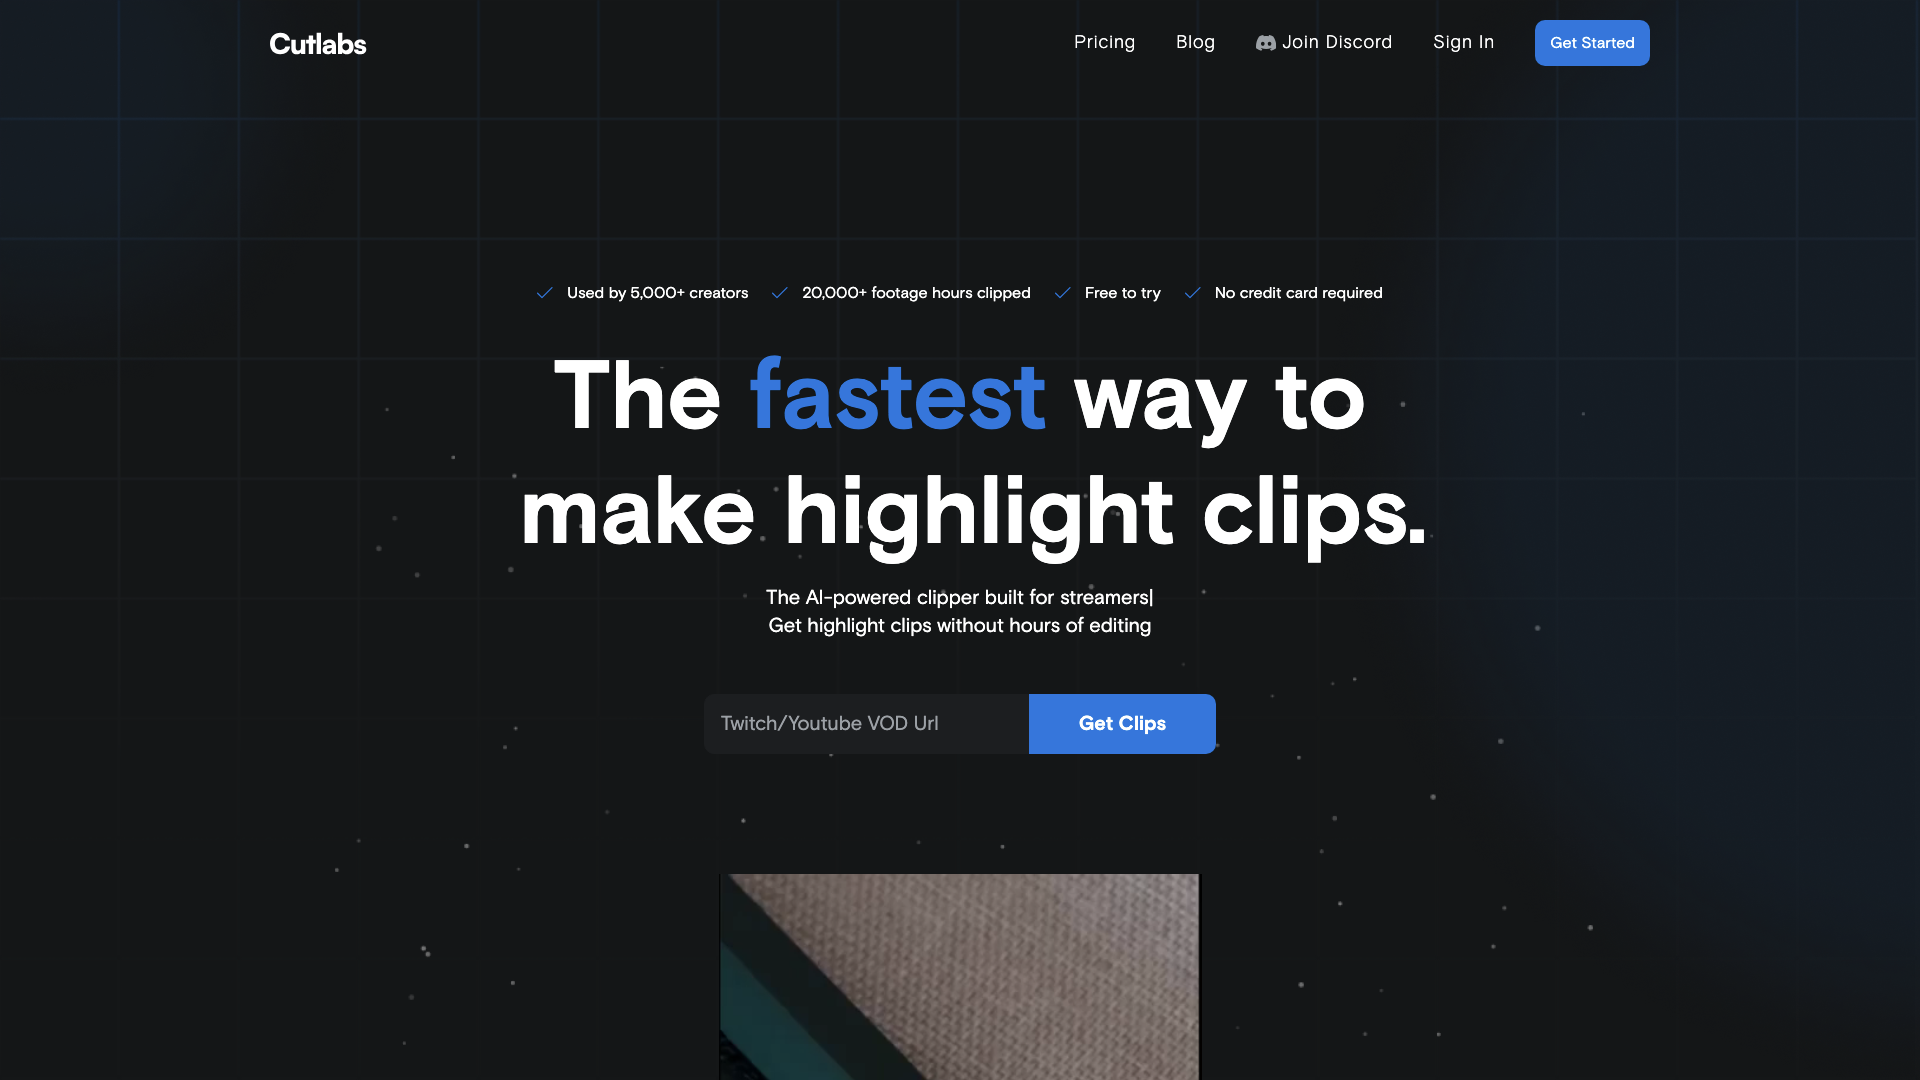 Cutlabs
Pricing
Blog
Join Discord
Sign In
Get Started
Used by 5,000+ creators
20,000+ footage hours clipped
Free to try
No credit card required
The fastest way to
make highlight clips.
The AI-powered clipper built for streamers|
Get highlight clips without hours of editing
Twitch/Youtube VOD Url
Get Clips